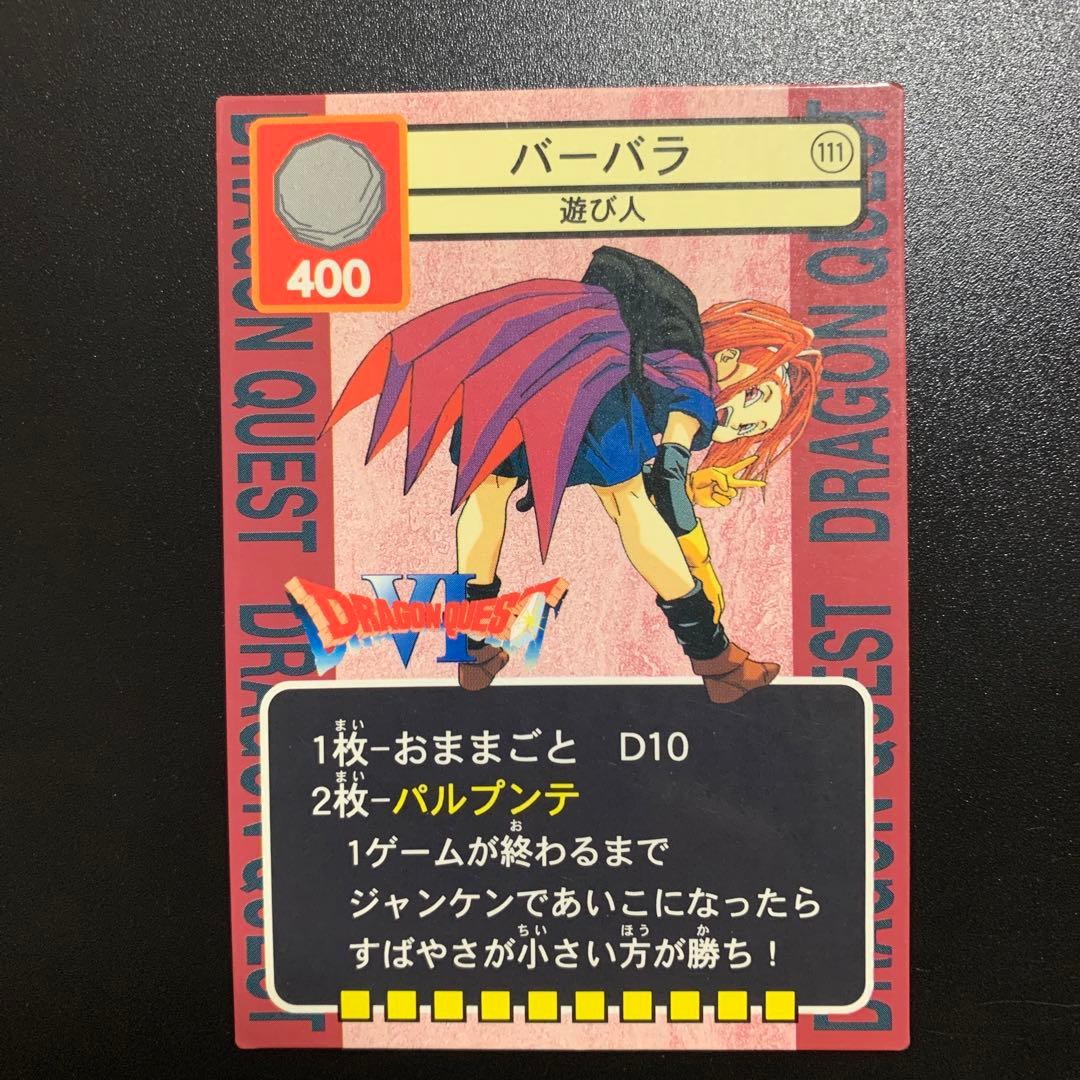 バーバラ
111
遊び人
400
DRAGON QUEST DRAGON QUEST
DRAGON QUEST DRAGON QUEST
DRAGON QUEST
VI
1枚-おままごと D10
2枚-パルプンテ
1ゲームが終わるまで
ジャンケンであいこになったら
すばやさが小さい方が勝ち！